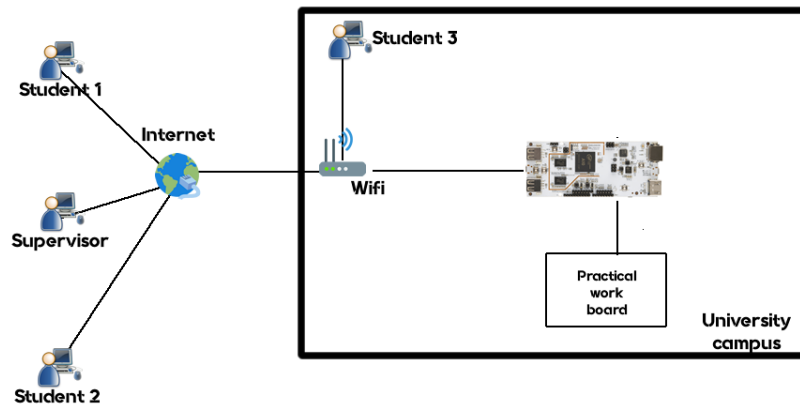 Student 3
Student 1
Internet
Wifi
Supervisor
Practical
work
board
University
campus
Student 2